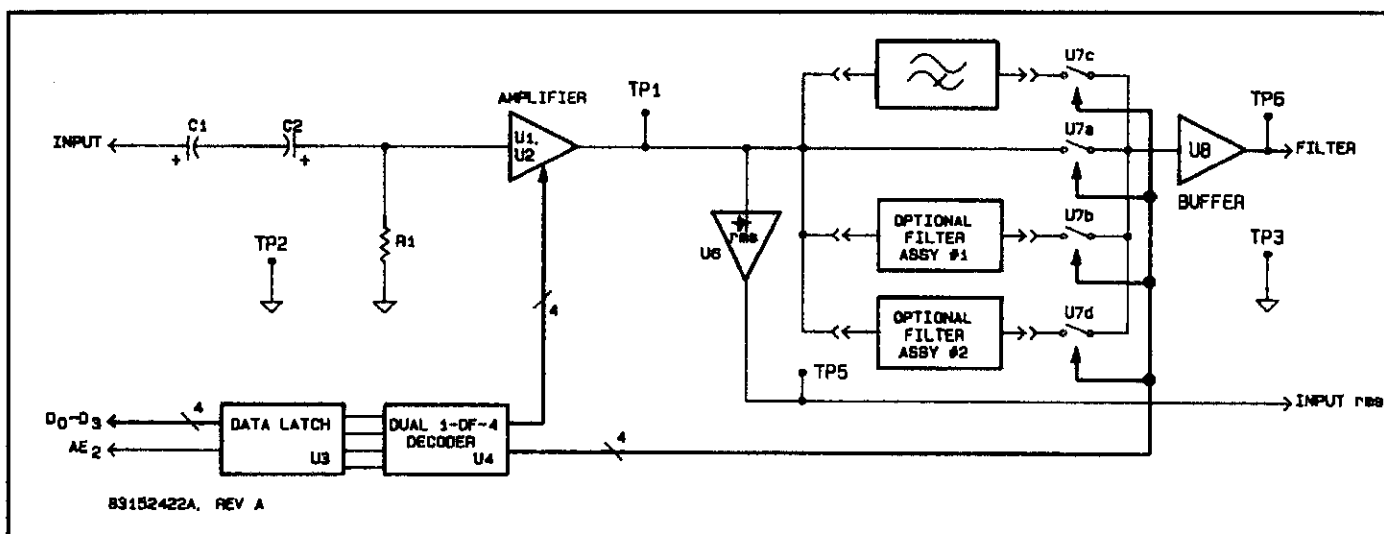 U7c
TP1
TP6
AMPLIFIER
C1
C2
U7a
INPUT
U1,
U2
U8
FILTER
BUFFER
OPTIONAL
FILTER
ASSY #1
U7b
rms
U6
TP2
R1
TP3
4
OPTIONAL
FILTER
ASSY #2
U7d
TP5
INPUT rms
D0-D3
4
DATA LATCH
DUAL 1-OF-4
DECODER
4
AE2
U3
U4
83152422A, REV A